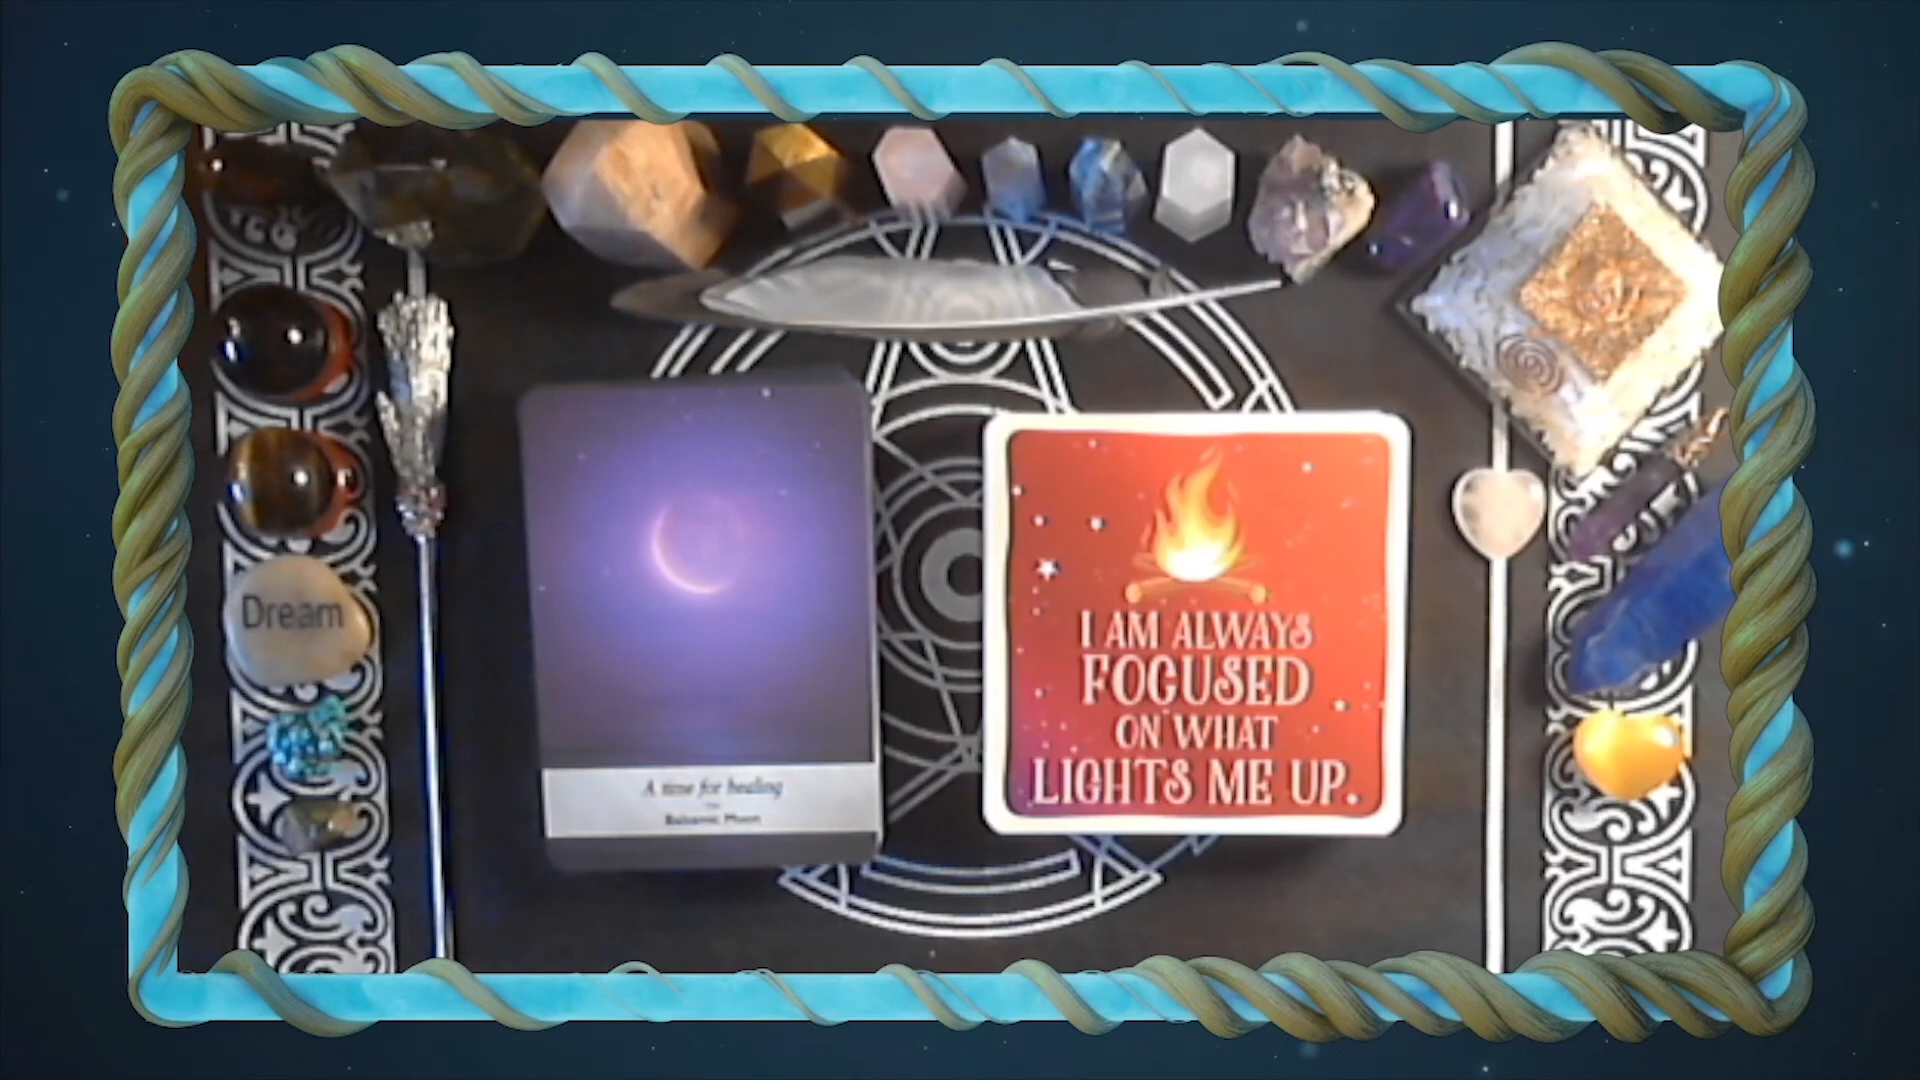 Dream
A time for healing
Balsamic Moon
I AM ALWAYS
FOCUSED
ON WHAT
LIGHTS ME UP.